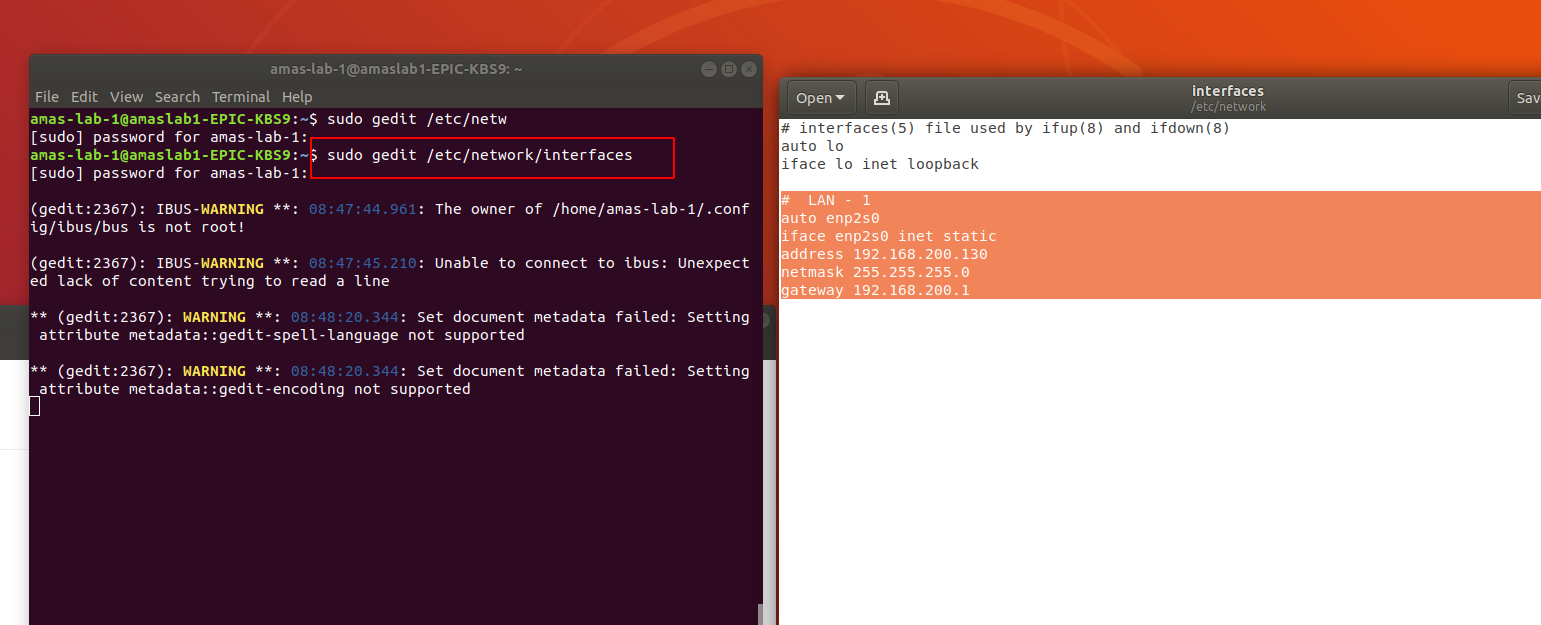 amas-lab-1@amaslab1-EPIC-KBS9: ~
File Edit View Search Terminal Help
amas-lab-1@amaslab1-EPIC-KBS9:~$ sudo gedit /etc/netw
[sudo] password for amas-lab-1:
amas-lab-1@amaslab1-EPIC-KBS9:~$ sudo gedit /etc/network/interfaces
[sudo] password for amas-lab-1:
(gedit:2367): IBUS-WARNING **: 08:47:44.961: The owner of /home/amas-lab-1/.conf
ig/ibus/bus is not root!
(gedit:2367): IBUS-WARNING **: 08:47:45.210: Unable to connect to ibus: Unexpect
ed lack of content trying to read a line
** (gedit:2367): WARNING **: 08:48:20.344: Set document metadata failed: Setting
attribute metadata::gedit-spell-language not supported
** (gedit:2367): WARNING **: 08:48:20.344: Set document metadata failed: Setting
attribute metadata::gedit-encoding not supported
Open
interfaces
/etc/network
Sav
# interfaces(5) file used by ifup(8) and ifdown(8)
auto lo
iface lo inet loopback
#  LAN - 1
auto enp2s0
iface enp2s0 inet static
address 192.168.200.130
netmask 255.255.255.0
gateway 192.168.200.1